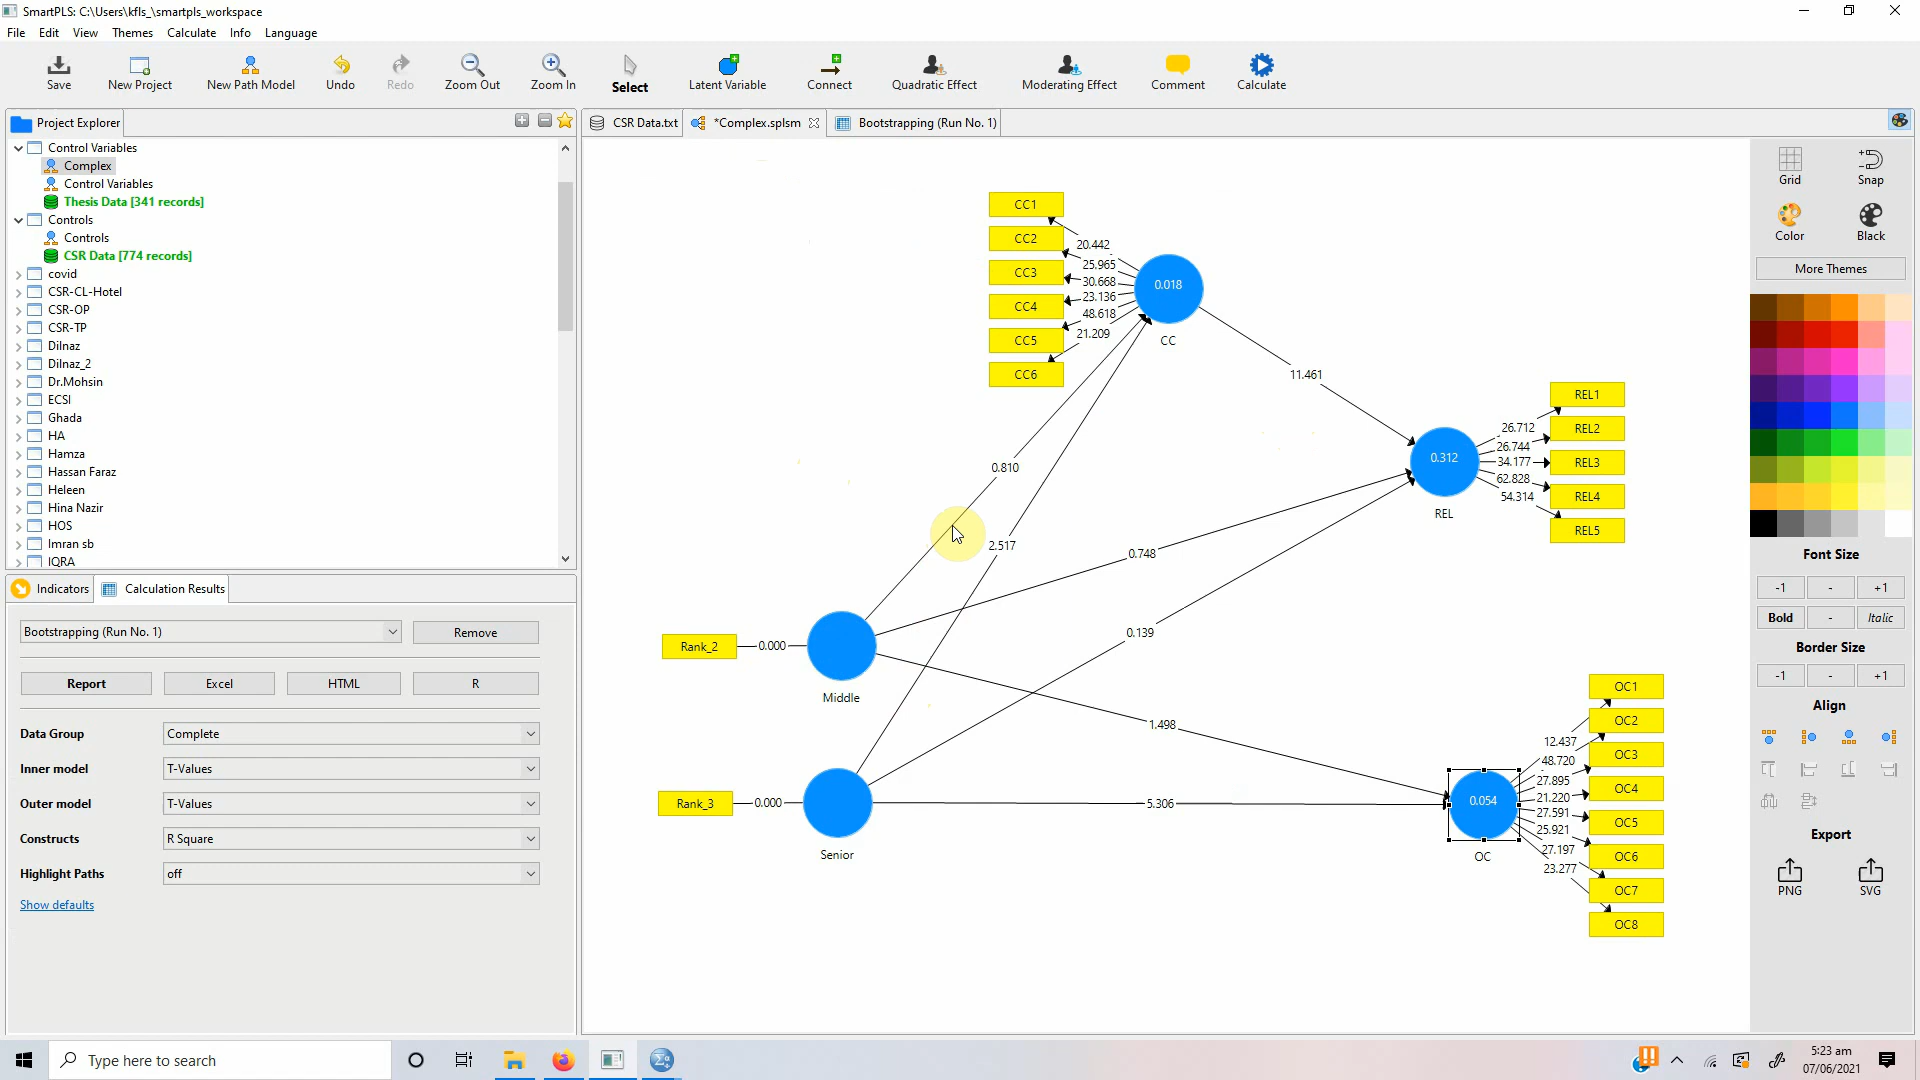 SmartPLS: C:\Users\kfls_\smartpls_workspace
File Edit View Themes Calculate Info Language
Save New Project New Path Model Undo Redo Zoom Out Zoom In Select Latent Variable Connect Quadratic Effect Moderating Effect Comment Calculate
Project Explorer
Control Variables
Complex
Control Variables
Thesis Data [341 records]
Controls
Controls
CSR Data [774 records]
covid
CSR-CL-Hotel
CSR-OP
CSR-TP
Dilnaz
Dilnaz_2
Dr.Mohsin
ECSI
Ghada
HA
Hamza
Hassan Faraz
Heleen
Hina Nazir
HOS
Imran sb
IQRA
Indicators Calculation Results
Bootstrapping (Run No. 1) Remove
Report Excel HTML R
Data Group Complete
Inner model T-Values
Outer model T-Values
Constructs R Square
Highlight Paths off
Show defaults
CSR Data.txt *Complex.splsm Bootstrapping (Run No. 1)
CC1
CC2
CC3
CC4
CC5
CC6
20.442
25.965
30.668
23.136
48.618
21.209
0.018
CC
11.461
0.810
2.517
0.748
0.139
1.498
5.306
REL1
REL2
REL3
REL4
REL5
26.712
26.744
34.177
62.828
54.314
0.312
REL
Rank_2 0.000
Middle
Rank_3 0.000
Senior
OC1
OC2
OC3
OC4
OC5
OC6
OC7
OC8
12.437
48.720
27.895
21.220
27.591
25.921
27.197
23.277
0.054
OC
Grid Snap
Color Black
More Themes
Font Size
-1 - +1
Bold - Italic
Border Size
-1 - +1
Align
Export
PNG SVG
Type here to search
5:23 am
07/06/2021